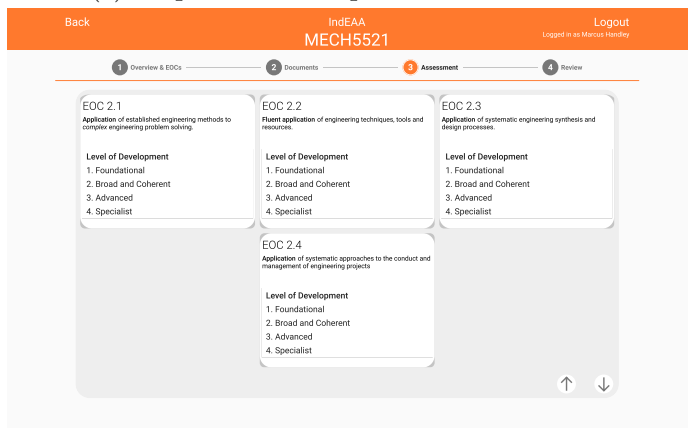 Back
IndEAA
Logout
MECH5521
Logged in as Marcus Handley
1 Overview & EOCs
2 Documents
3 Assessment
4 Review
EOC 2.1
Application of established engineering methods to
complex engineering problem solving.
Level of Development
1. Foundational
2. Broad and Coherent
3. Advanced
4. Specialist
EOC 2.2
Fluent application of engineering techniques, tools and
resources.
Level of Development
1. Foundational
2. Broad and Coherent
3. Advanced
4. Specialist
EOC 2.3
Application of systematic engineering synthesis and
design processes.
Level of Development
1. Foundational
2. Broad and Coherent
3. Advanced
4. Specialist
EOC 2.4
Application of systematic approaches to the conduct and
management of engineering projects
Level of Development
1. Foundational
2. Broad and Coherent
3. Advanced
4. Specialist